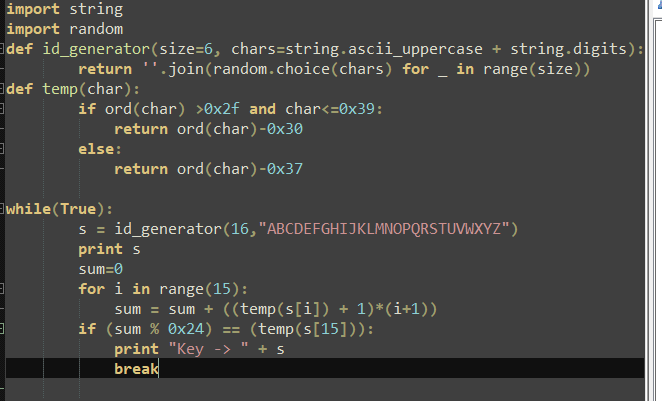 import string
import random
def id_generator(size=6, chars=string.ascii_uppercase + string.digits):
        return ''.join(random.choice(chars) for _ in range(size))
def temp(char):
        if ord(char) >0x2f and char<=0x39:
            return ord(char)-0x30
        else:
            return ord(char)-0x37

while(True):
        s = id_generator(16,"ABCDEFGHIJKLMNOPQRSTUVWXYZ")
        print s
        sum=0
        for i in range(15):
            sum = sum + ((temp(s[i]) + 1)*(i+1))
        if (sum % 0x24) == (temp(s[15])):
            print "Key -> " + s
            break